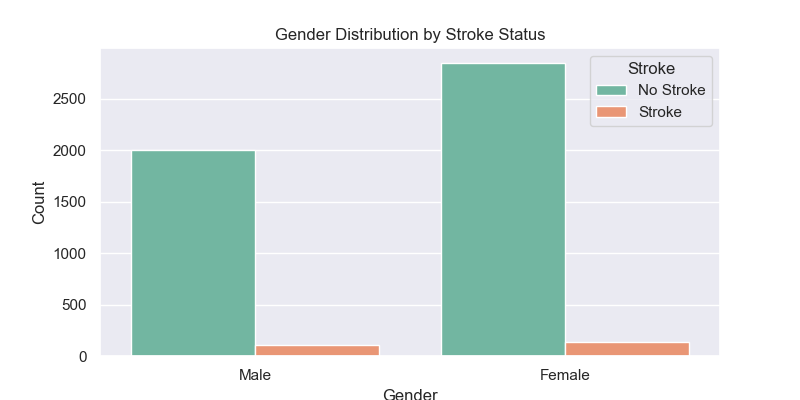 Gender Distribution by Stroke Status
Stroke
No Stroke
Stroke
2500
2000
1500
1000
500
0
Count
Male
Female
Gender